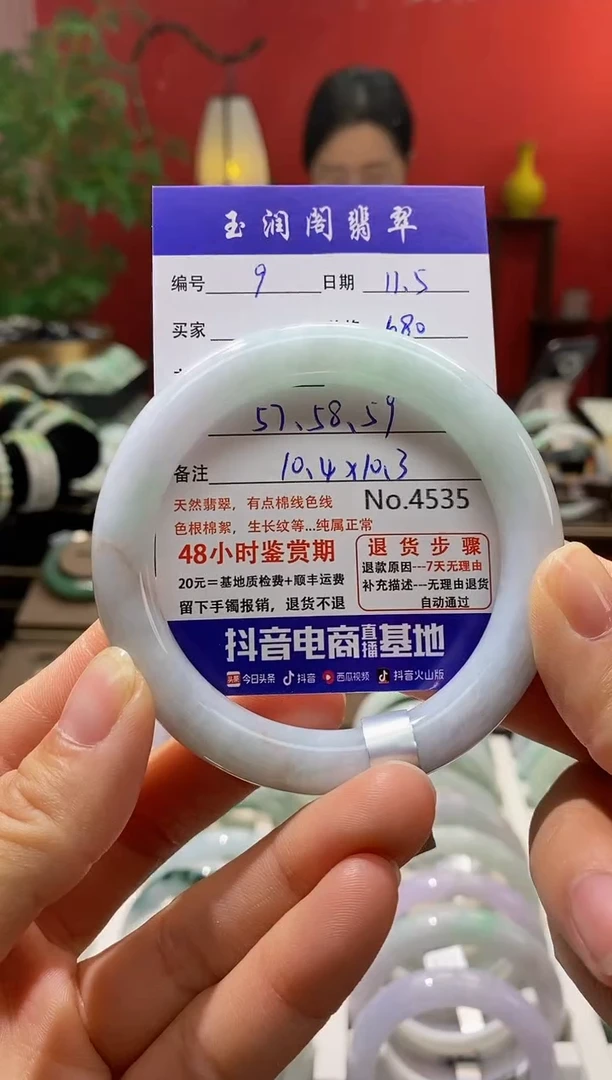 玉润阁翡翠
编号 9 日期 11.5
买家 680
57、58、59
备注 10.4×10.3
天然翡翠，有点棉线色线 No.4535
色根棉絮，生长纹等...纯属正常
48小时鉴赏期
20元=基地质检费+顺丰运费
留下手镯报销，退货不退
退货步骤
退款原因---7天无理由
补充描述---无理由退货
自动通过
抖音电商直播基地
头条 今日头条 抖音 西瓜视频 抖音火山版